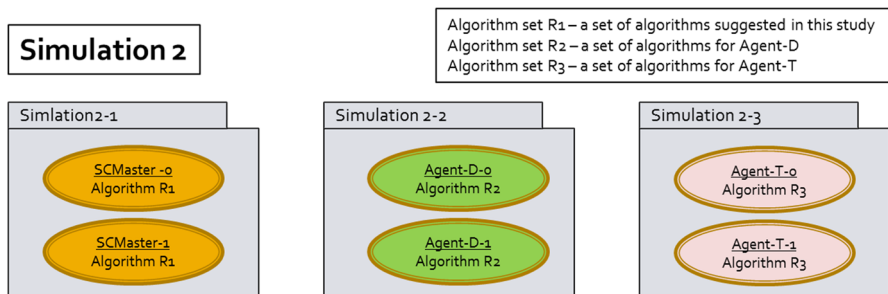 Simulation 2
Algorithm set R1 – a set of algorithms suggested in this study
Algorithm set R2 – a set of algorithms for Agent-D
Algorithm set R3 – a set of algorithms for Agent-T
Simlation2-1
SCMaster -0
Algorithm R1
SCMaster-1
Algorithm R1
Simulation 2-2
Agent-D-0
Algorithm R2
Agent-D-1
Algorithm R2
Simulation 2-3
Agent-T-0
Algorithm R3
Agent-T-1
Algorithm R3